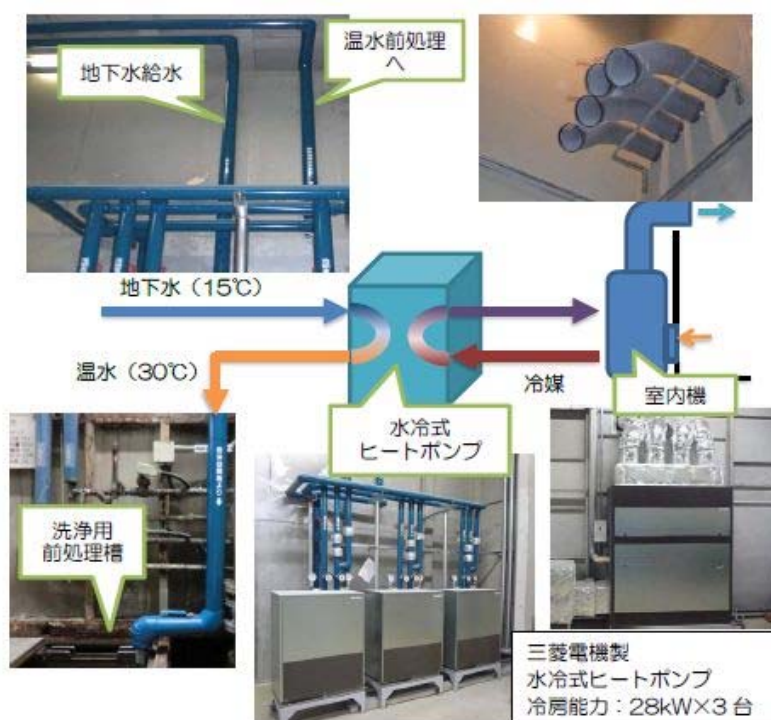 地下水給水
温水前処理
へ
地下水（15℃）
温水（30℃）
冷媒
室内機
水冷式
ヒートポンプ
洗浄用
前処理槽
三菱電機製
水冷式ヒートポンプ
冷房能力：28kW×3 台